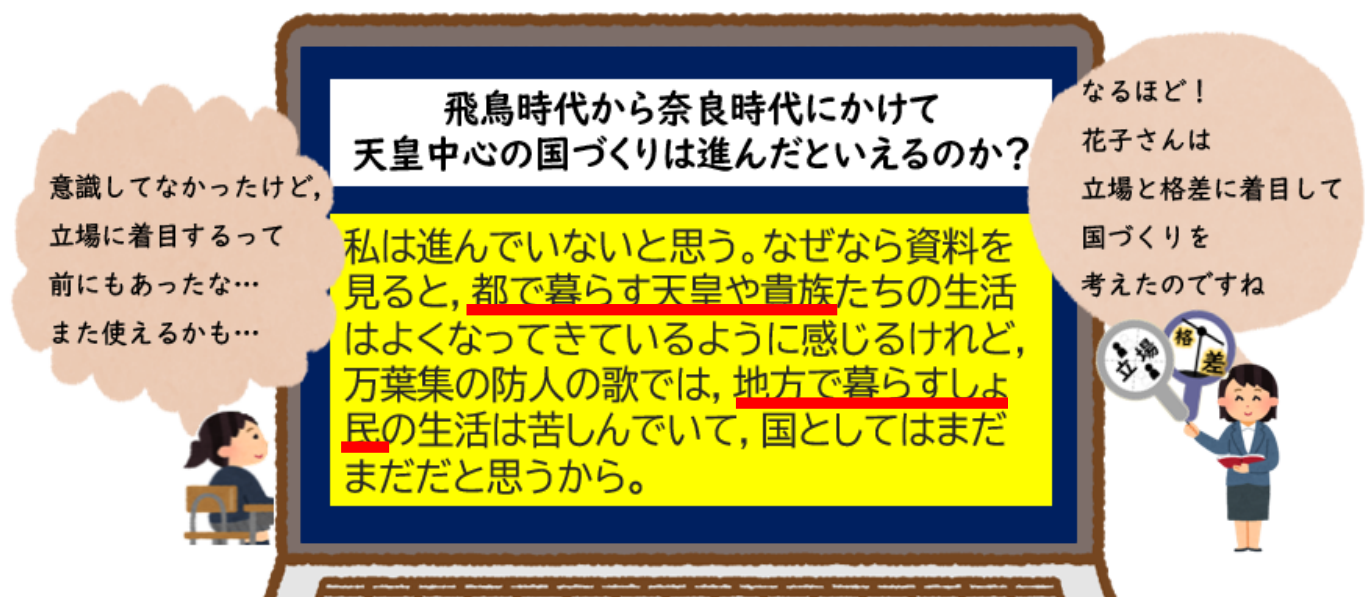 飛鳥時代から奈良時代にかけて
天皇中心の国づくりは進んだといえるのか?
私は進んでいないと思う。なぜなら資料を
見ると，都で暮らす天皇や貴族たちの生活
はよくなってきているように感じるけれど，
万葉集の防人の歌では，地方で暮らすしょ
民の生活は苦しんでいて，国としてはまだ
まだだと思うから。
意識してなかったけど，
立場に着目するって
前にもあったな…
また使えるかも…
なるほど！
花子さんは
立場と格差に着目して
国づくりを
考えたのですね
立場
格差